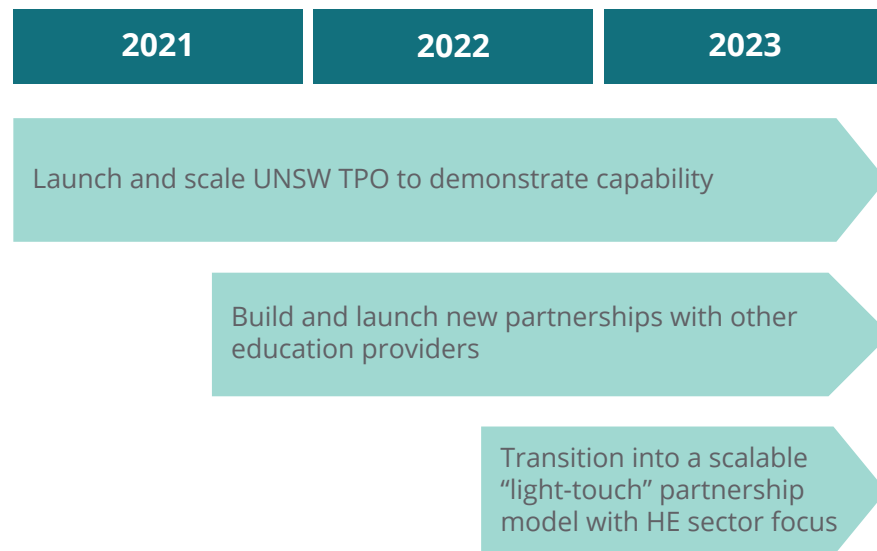 2021
2022
2023
Launch and scale UNSW TPO to demonstrate capability
Build and launch new partnerships with other
education providers
Transition into a scalable
“light-touch” partnership
model with HE sector focus